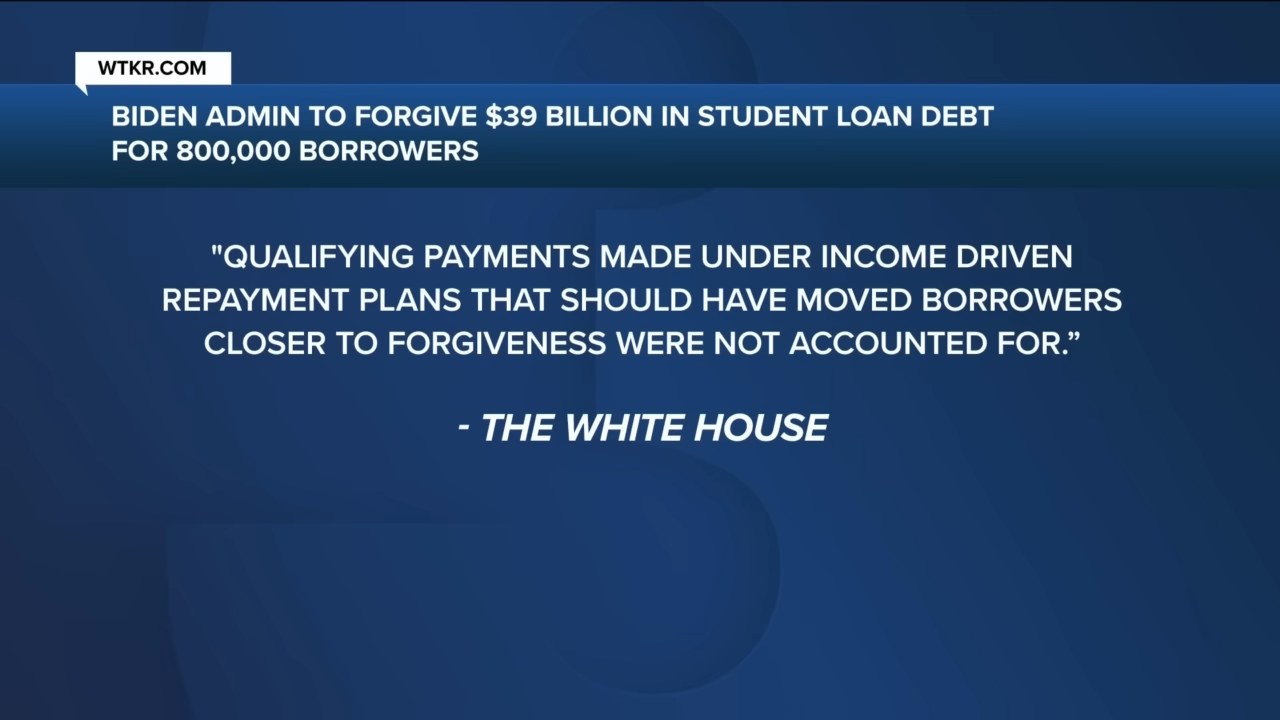 WTKR.COM
BIDEN ADMIN TO FORGIVE $39 BILLION IN STUDENT LOAN DEBT
FOR 800,000 BORROWERS
"QUALIFYING PAYMENTS MADE UNDER INCOME DRIVEN
REPAYMENT PLANS THAT SHOULD HAVE MOVED BORROWERS
CLOSER TO FORGIVENESS WERE NOT ACCOUNTED FOR.”
- THE WHITE HOUSE